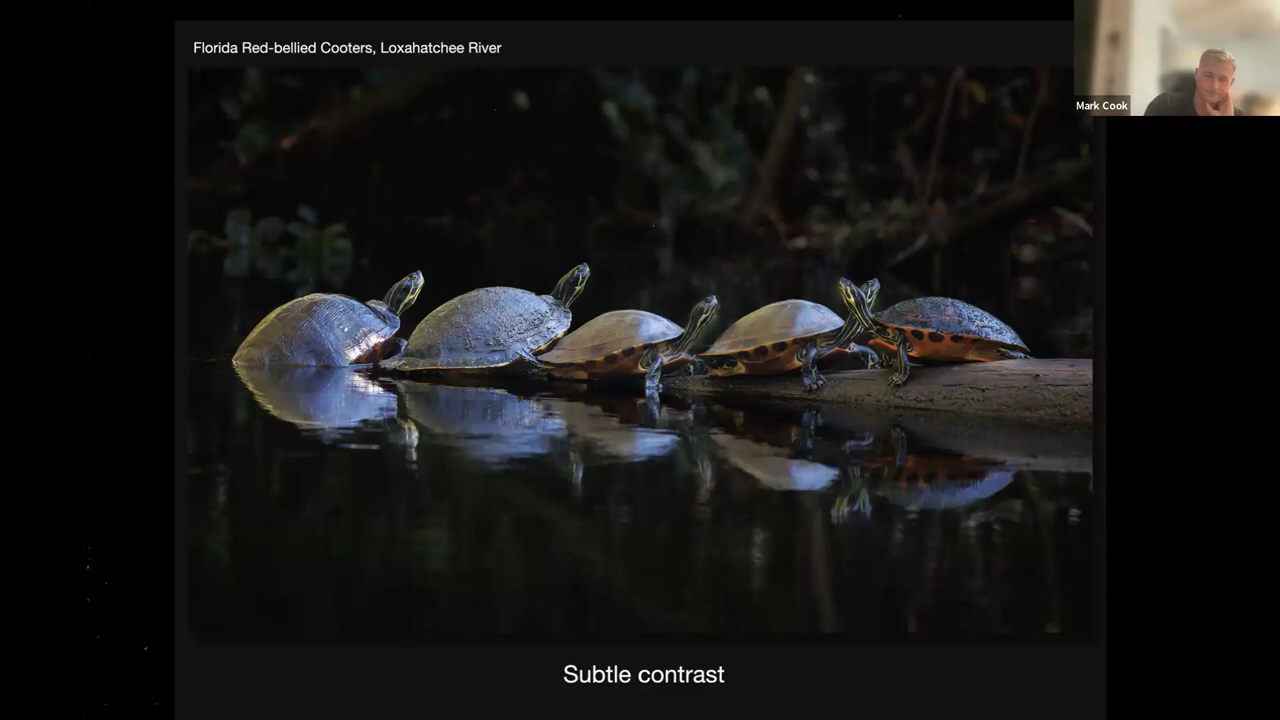 Florida Red-bellied Cooters, Loxahatchee River
Mark Cook
Subtle contrast